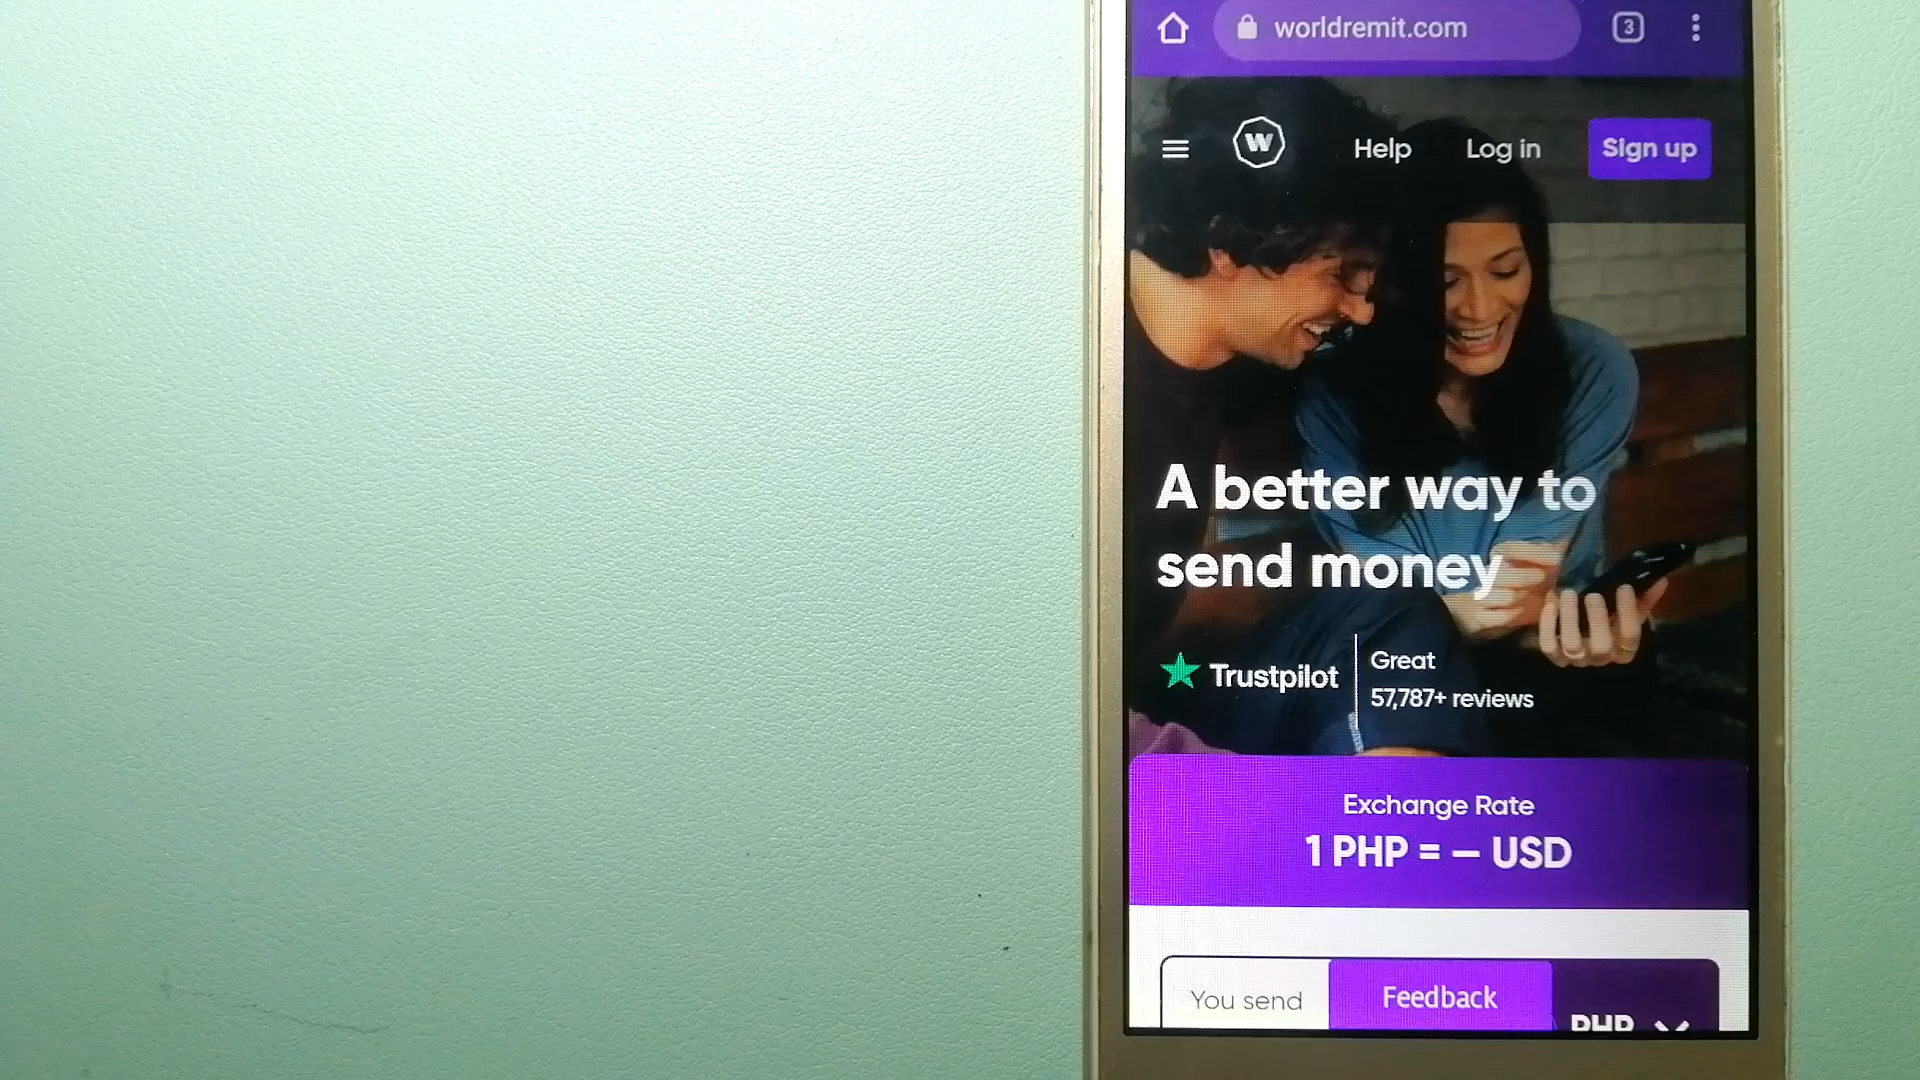 worldremit.com
3
W
Help
Log in
Sign up
A better way to
send money
Trustpilot
Great
57,787+ reviews
Exchange Rate
1 PHP = – USD
You send
Feedback
PHP